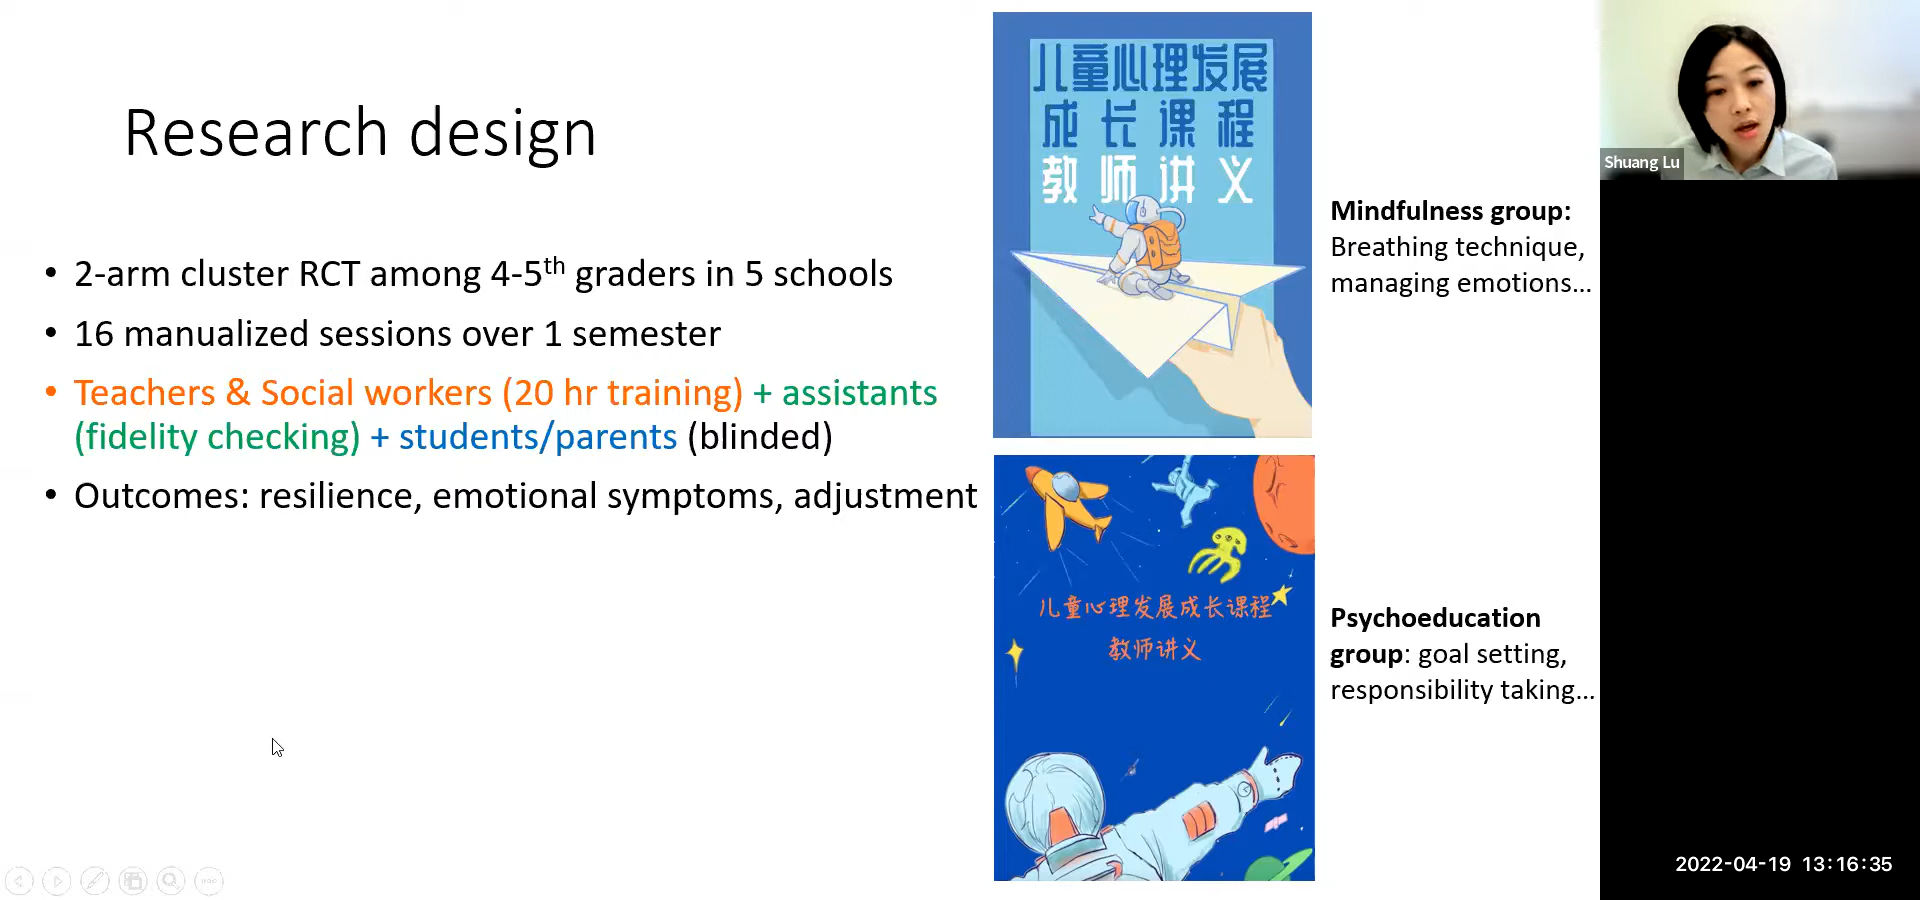 Research design
• 2-arm cluster RCT among 4-5th graders in 5 schools
• 16 manualized sessions over 1 semester
• Teachers & Social workers (20 hr training) + assistants
(fidelity checking) + students/parents (blinded)
• Outcomes: resilience, emotional symptoms, adjustment
儿童心理发展
成长课程
教师讲义
Mindfulness group:
Breathing technique,
managing emotions...
儿童心理发展成长课程
教师讲义
Psychoeducation
group: goal setting,
responsibility taking...
Shuang Lu
2022-04-19 13:16:35